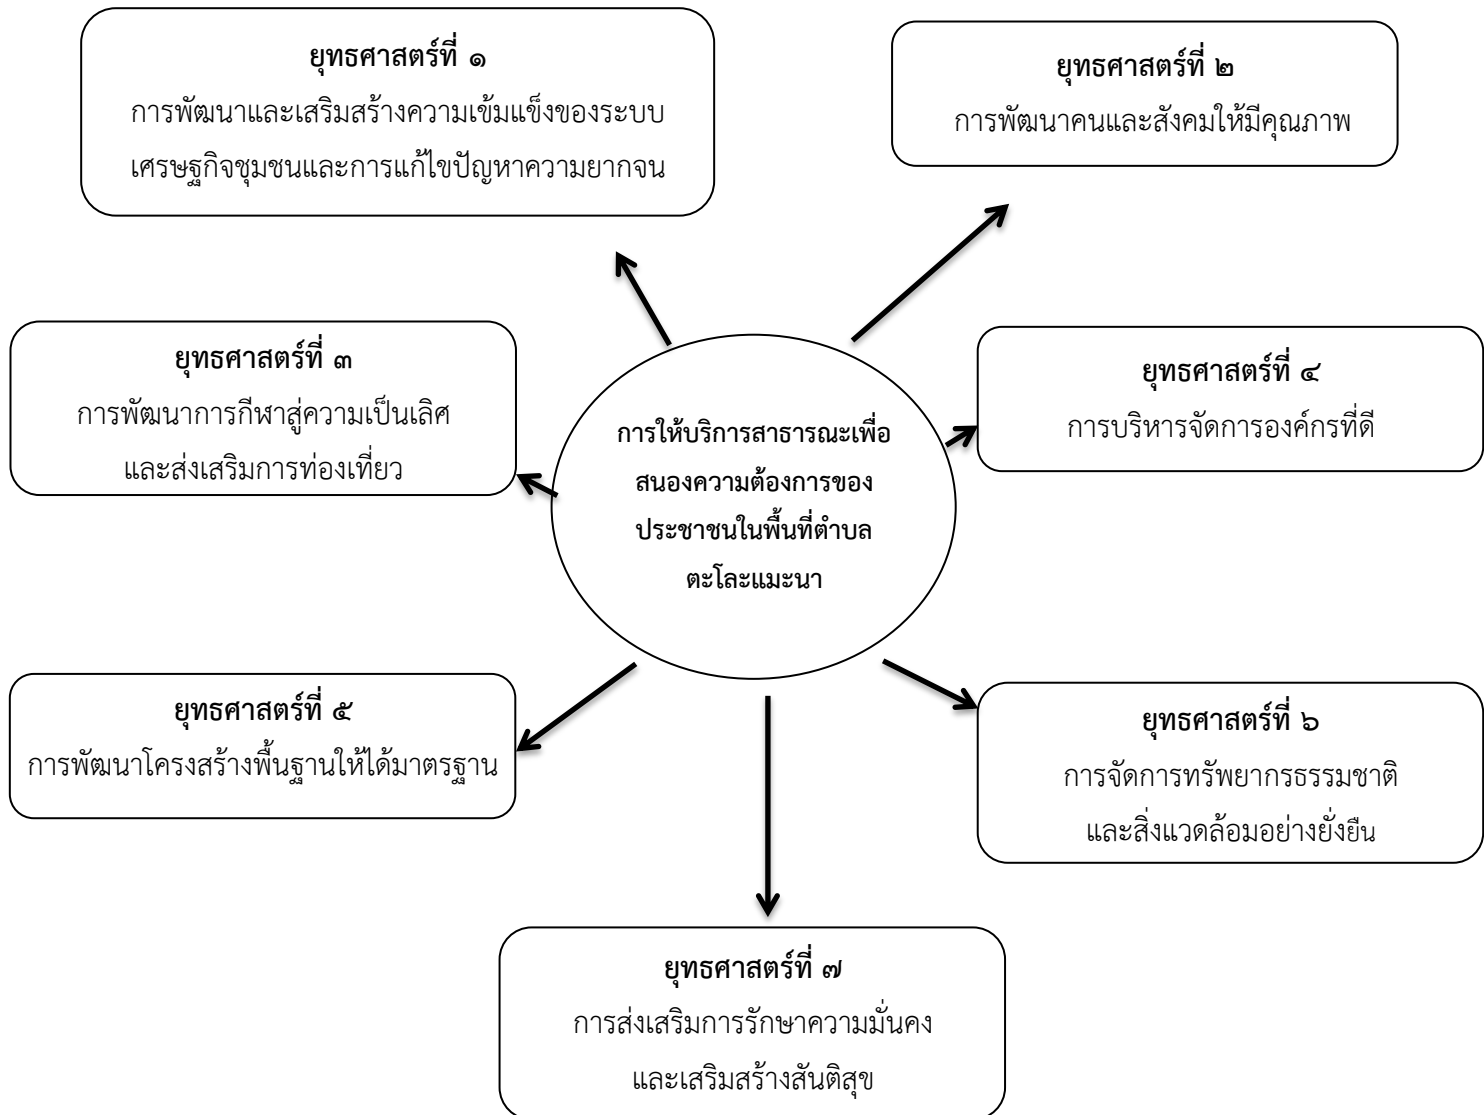 ยุทธศาสตร์ที่ ๑
การพัฒนาและเสริมสร้างความเข้มแข็งของระบบ
เศรษฐกิจชุมชนและการแก้ไขปัญหาความยากจน
ยุทธศาสตร์ที่ ๒
การพัฒนาคนและสังคมให้มีคุณภาพ
ยุทธศาสตร์ที่ ๓
การพัฒนาการกีฬาสู่ความเป็นเลิศ
และส่งเสริมการท่องเที่ยว
ยุทธศาสตร์ที่ ๔
การบริหารจัดการองค์กรที่ดี
การให้บริการสาธารณะเพื่อ
สนองความต้องการของ
ประชาชนในพื้นที่ตำบล
ตะโละแมะนา
ยุทธศาสตร์ที่ ๕
การพัฒนาโครงสร้างพื้นฐานให้ได้มาตรฐาน
ยุทธศาสตร์ที่ ๖
การจัดการทรัพยากรธรรมชาติ
และสิ่งแวดล้อมอย่างยั่งยืน
ยุทธศาสตร์ที่ ๗
การส่งเสริมการรักษาความมั่นคง
และเสริมสร้างสันติสุข